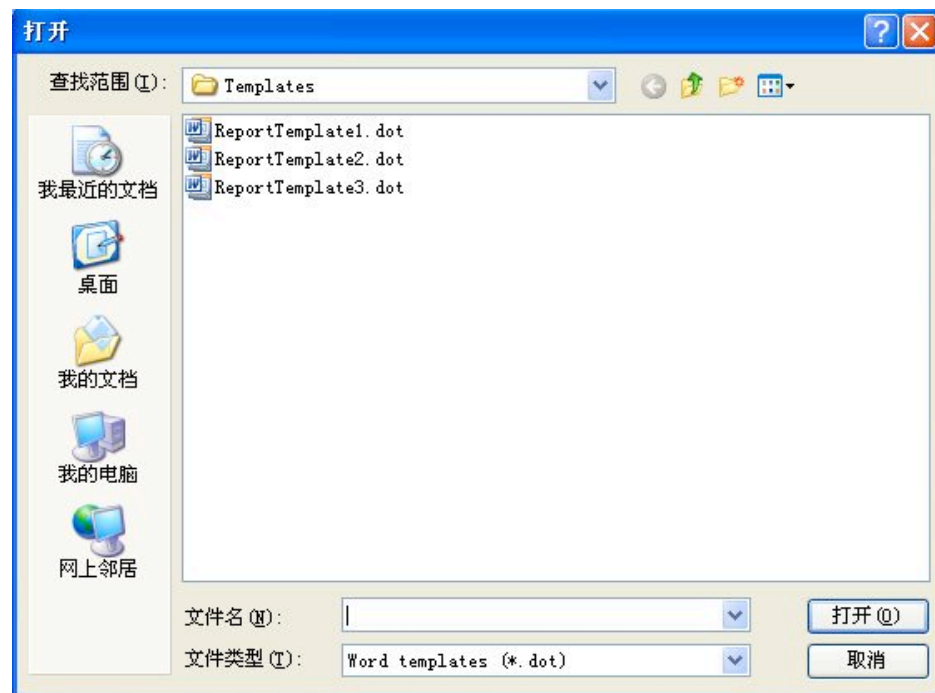 打开
查找范围(I):
Templates
ReportTemplate1.dot
ReportTemplate2.dot
ReportTemplate3.dot
我最近的文档
桌面
我的文档
我的电脑
网上邻居
文件名(N):
打开(O)
文件类型(T):
Word templates (*.dot)
取消